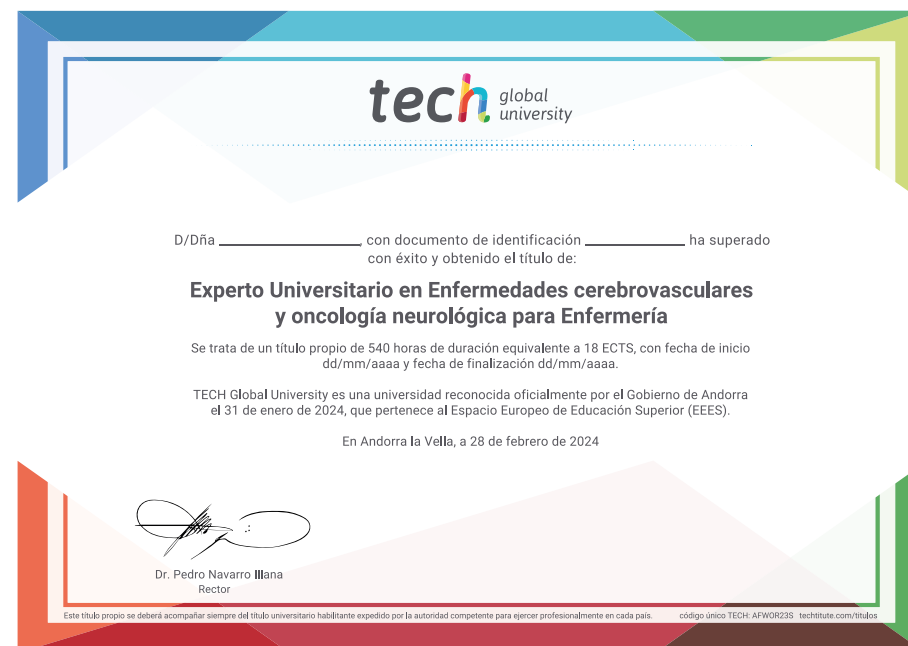 tech global university
D/Dña ____________, con documento de identificación ____________ ha superado
con éxito y obtenido el título de:
Experto Universitario en Enfermedades cerebrovasculares
y oncología neurológica para Enfermería
Se trata de un título propio de 540 horas de duración equivalente a 18 ECTS, con fecha de inicio
dd/mm/aaaa y fecha de finalización dd/mm/aaaa.
TECH Global University es una universidad reconocida oficialmente por el Gobierno de Andorra
el 31 de enero de 2024, que pertenece al Espacio Europeo de Educación Superior (EEES).
En Andorra la Vella, a 28 de febrero de 2024
Dr. Pedro Navarro Illana
Rector
Este título propio se deberá acompañar siempre del título universitario habilitante expedido por la autoridad competente para ejercer profesionalmente en cada país. código único TECH: AFWOR23S techtitute.com/titulos